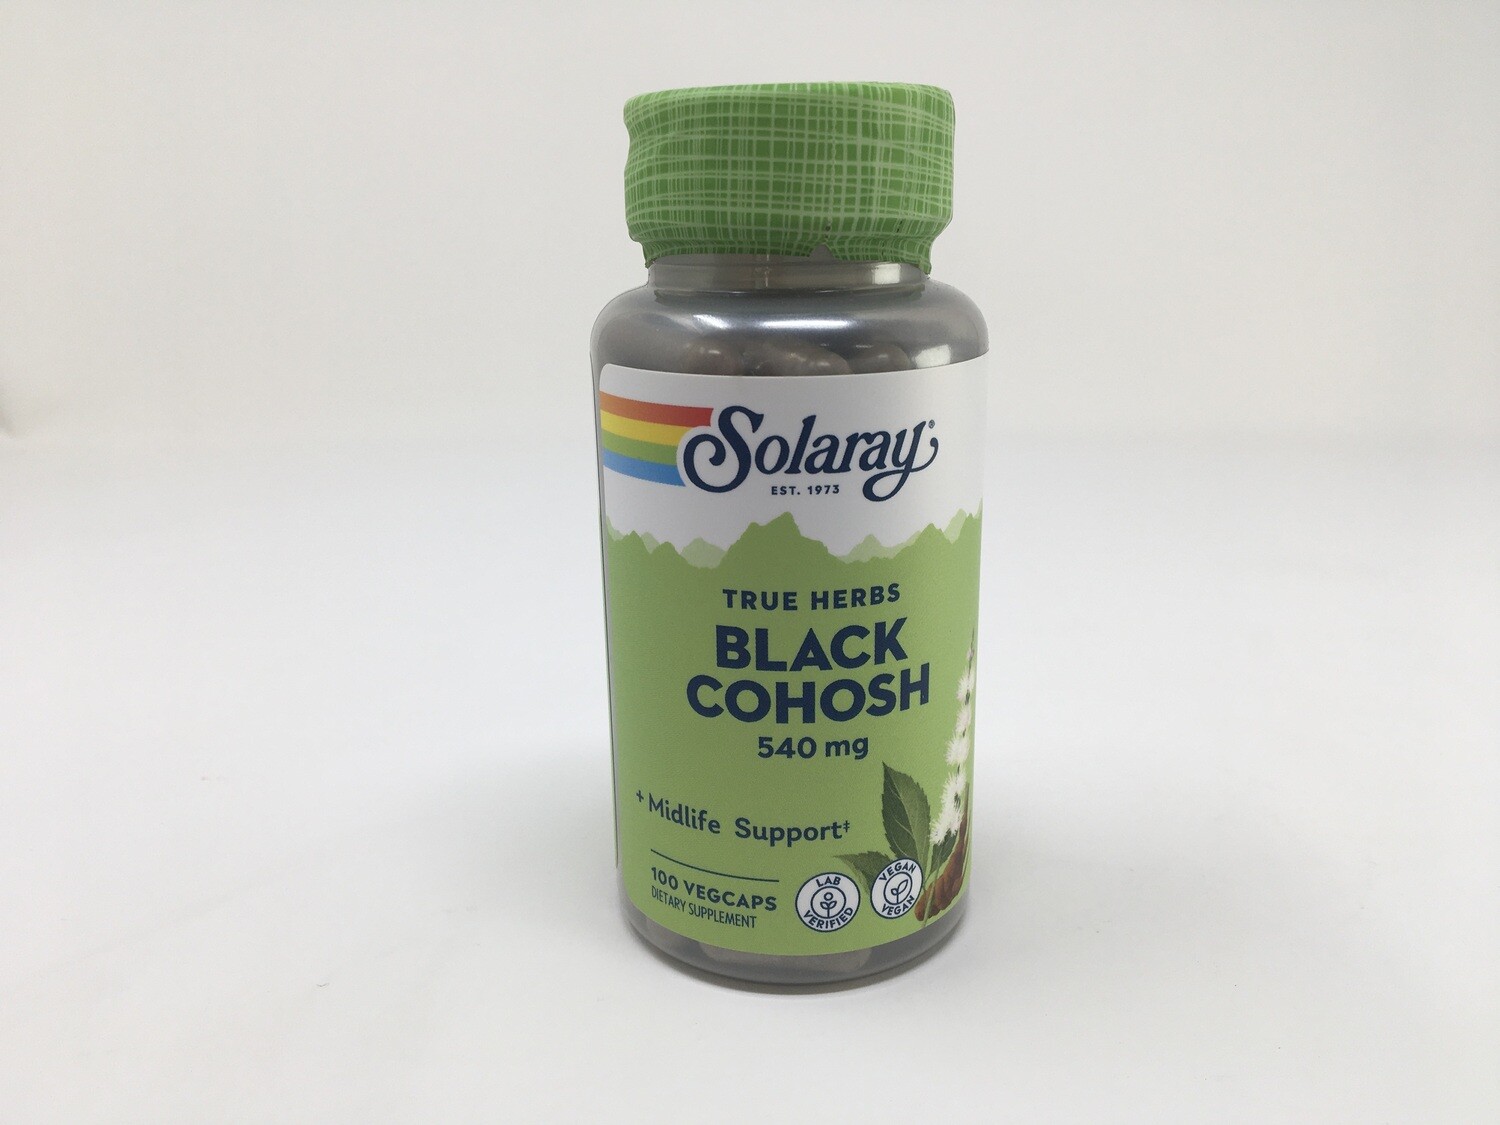 Solaray®
EST. 1973
TRUE HERBS
BLACK
COHOSH
540 mg
+ Midlife Support‡
100 VEGCAPS
DIETARY SUPPLEMENT
LAB
VERIFIED
VEGAN
VEGAN